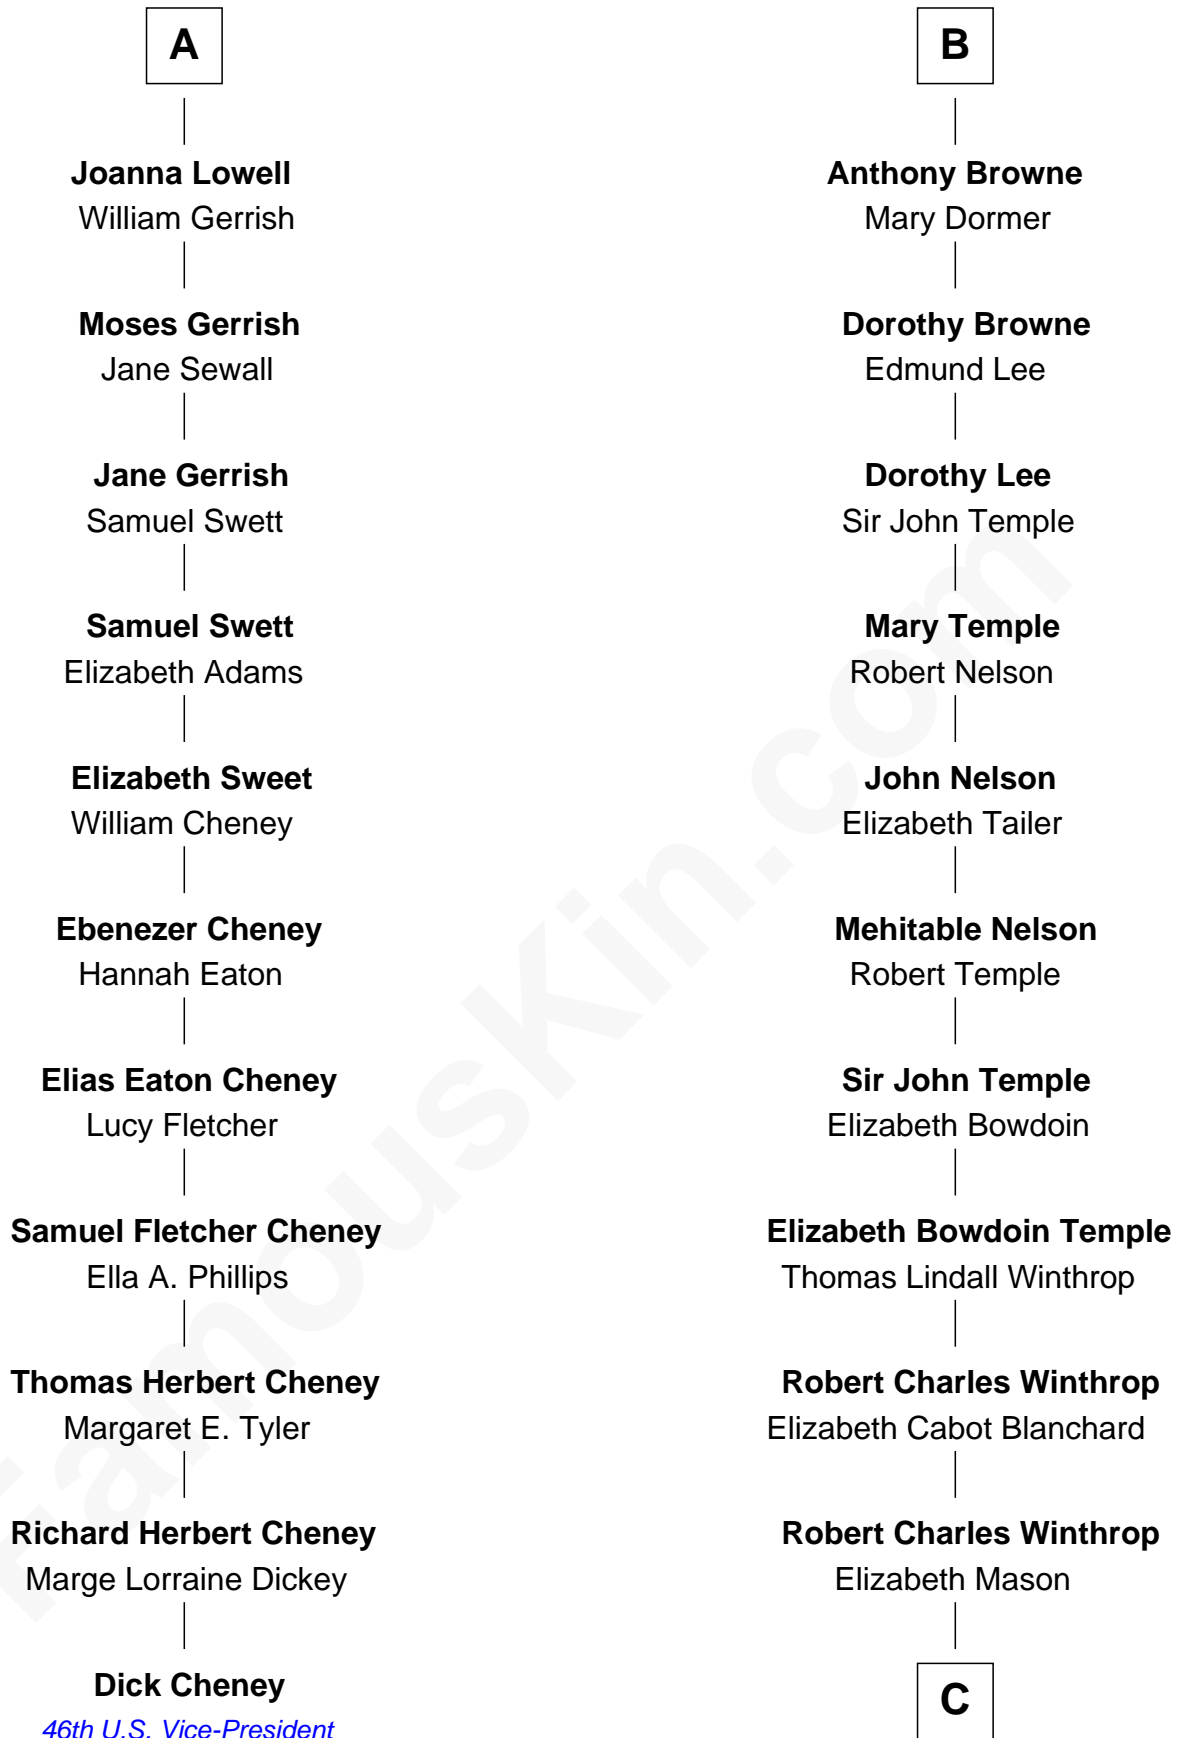 A
Joanna Lowell
William Gerrish
Moses Gerrish
Jane Sewall
Jane Gerrish
Samuel Swett
Samuel Swett
Elizabeth Adams
Elizabeth Sweet
William Cheney
Ebenezer Cheney
Hannah Eaton
Elias Eaton Cheney
Lucy Fletcher
Samuel Fletcher Cheney
Ella A. Phillips
Thomas Herbert Cheney
Margaret E. Tyler
Richard Herbert Cheney
Marge Lorraine Dickey
Dick Cheney
46th U.S. Vice-President
B
Anthony Browne
Mary Dormer
Dorothy Browne
Edmund Lee
Dorothy Lee
Sir John Temple
Mary Temple
Robert Nelson
John Nelson
Elizabeth Tailer
Mehitable Nelson
Robert Temple
Sir John Temple
Elizabeth Bowdoin
Elizabeth Bowdoin Temple
Thomas Lindall Winthrop
Robert Charles Winthrop
Elizabeth Cabot Blanchard
Robert Charles Winthrop
Elizabeth Mason
C
FamousKin.com